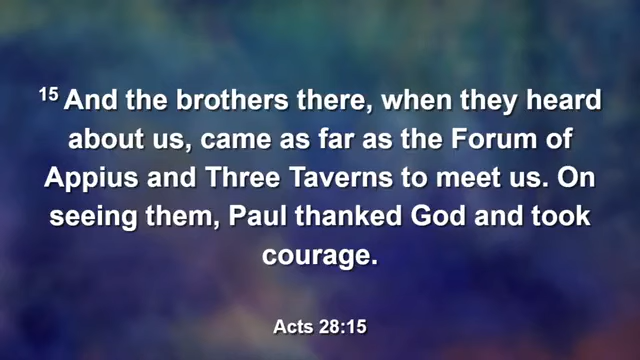 15 And the brothers there, when they heard
about us, came as far as the Forum of
Appius and Three Taverns to meet us. On
seeing them, Paul thanked God and took
courage.
Acts 28:15